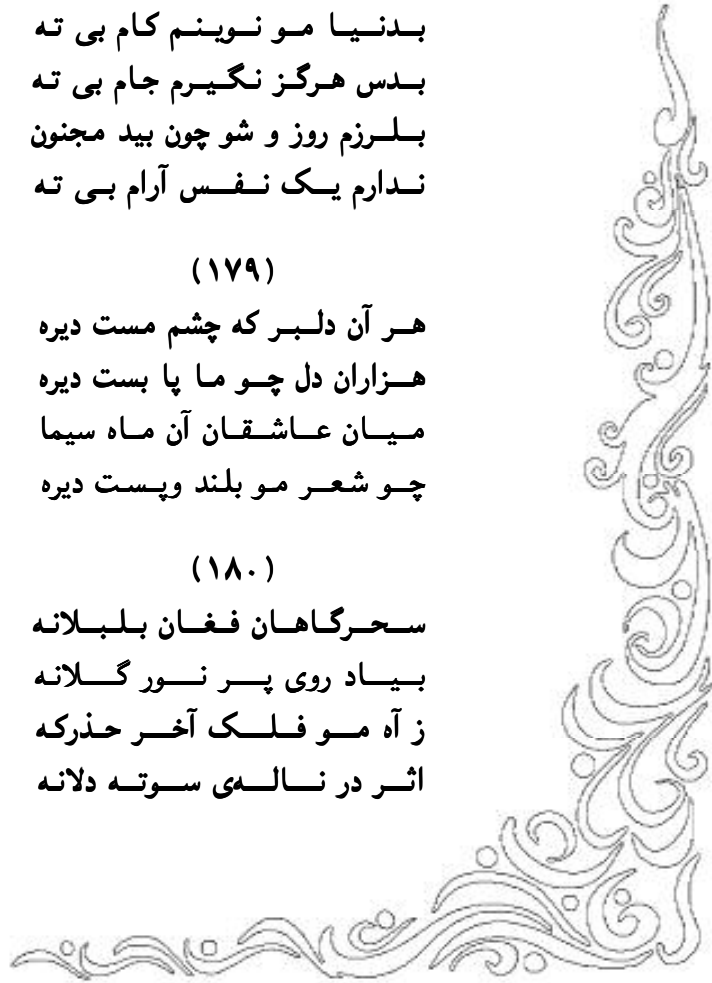 بدنیا مو نوینم کام بی ته
بدس هرگز نگیرم جام بی ته
بلرزم روز و شو چون بید مجنون
ندارم یک نفس آرام بی ته
(۱۷۹)
هر آن دلبر که چشم مست دیره
هزاران دل چو ما پا بست دیره
میان عاشقان آن ماه سیما
چو شعر مو بلند وپست دیره
(۱۸۰)
سحرگاهان فغان بلبلانه
بیاد روی پر نور گلانه
ز آه مو فلک آخر حذرکه
اثر در ناله‌ی سوته دلانه